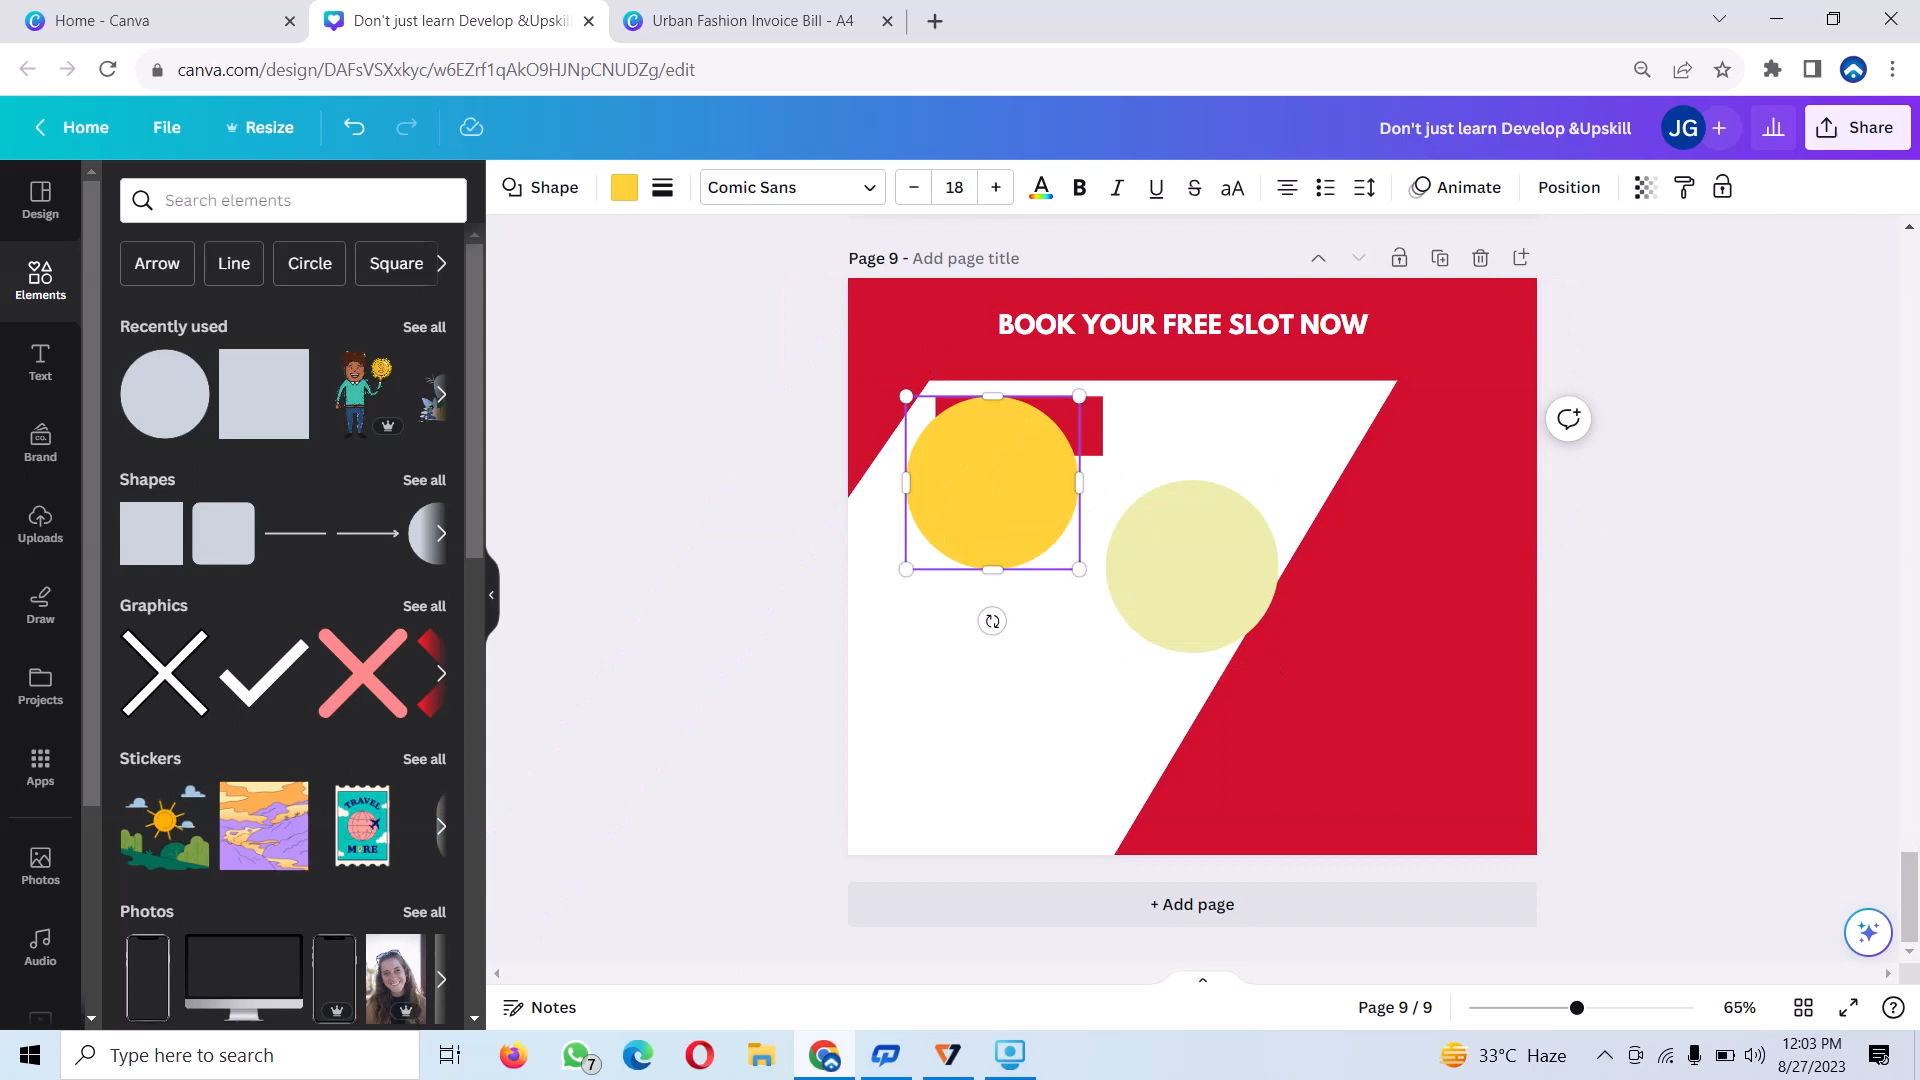 Home - Canva
Don't just learn Develop &Upskil
Urban Fashion Invoice Bill - A4
canva.com/design/DAFsVSXxkyc/w6EZrf1qAkO9HJNpCNUDZg/edit
Home
File
Resize
Don't just learn Develop &Upskill
JG
Share
Design
Elements
Text
Brand
Uploads
Draw
Projects
Apps
Photos
Audio
Search elements
Arrow
Line
Circle
Square
Recently used
See all
Shapes
See all
Graphics
See all
Stickers
See all
TRAVEL
MORE
Photos
See all
Shape
Comic Sans
18
B
I
U
S
aA
Animate
Position
Page 9 - Add page title
BOOK YOUR FREE SLOT NOW
+ Add page
Notes
Page 9 / 9
65%
Type here to search
7
33°C Haze
12:03 PM
8/27/2023